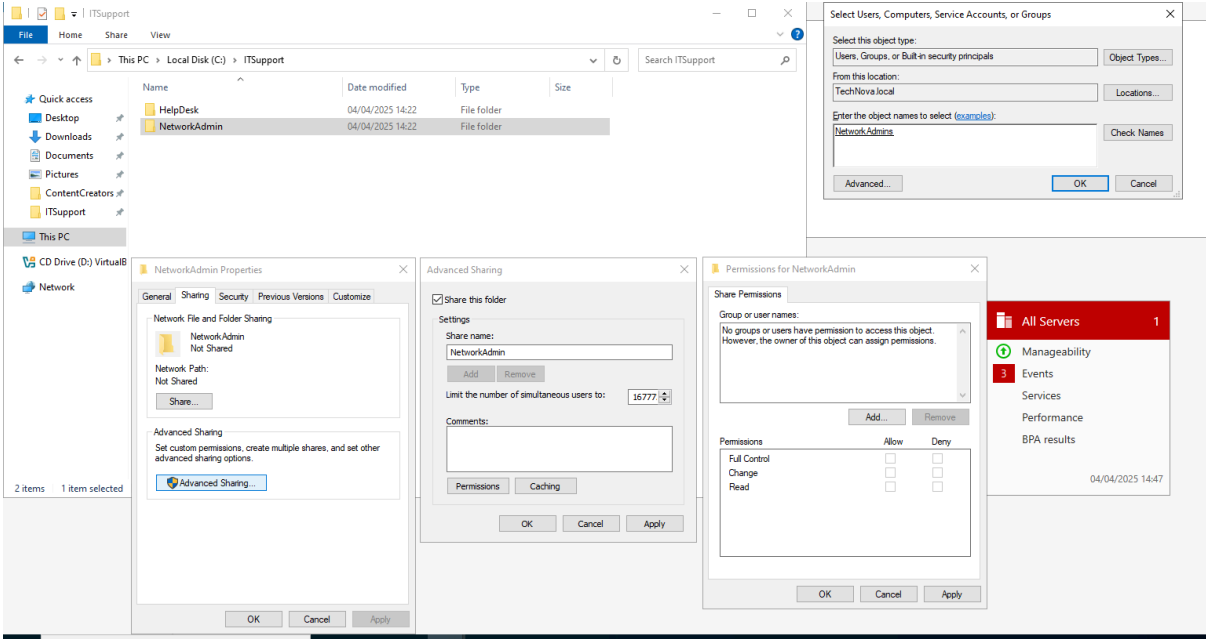 ITSupport
File Home Share View
This PC > Local Disk (C:) > ITSupport
Search ITSupport
Name Date modified Type Size
HelpDesk 04/04/2025 14:22 File folder
NetworkAdmin 04/04/2025 14:22 File folder
Quick access
Desktop
Downloads
Documents
Pictures
ContentCreators
ITSupport
This PC
CD Drive (D:) VirtualB
Network
2 items 1 item selected
Select Users, Computers, Service Accounts, or Groups
Select this object type:
Users, Groups, or Built-in security principals
Object Types...
From this location:
TechNova.local
Locations...
Enter the object names to select (examples):
NetworkAdmins
Check Names
Advanced...
OK Cancel
NetworkAdmin Properties
General Sharing Security Previous Versions Customize
Network File and Folder Sharing
NetworkAdmin
Not Shared
Network Path:
Not Shared
Share...
Advanced Sharing
Set custom permissions, create multiple shares, and set other
advanced sharing options.
Advanced Sharing...
OK Cancel Apply
Advanced Sharing
Share this folder
Settings
Share name:
NetworkAdmin
Add Remove
Limit the number of simultaneous users to: 16777
Comments:
Permissions Caching
OK Cancel Apply
Permissions for NetworkAdmin
Share Permissions
Group or user names:
No groups or users have permission to access this object.
However, the owner of this object can assign permissions.
Add... Remove
Permissions Allow Deny
Full Control
Change
Read
OK Cancel Apply
All Servers 1
Manageability
3 Events
Services
Performance
BPA results
04/04/2025 14:47